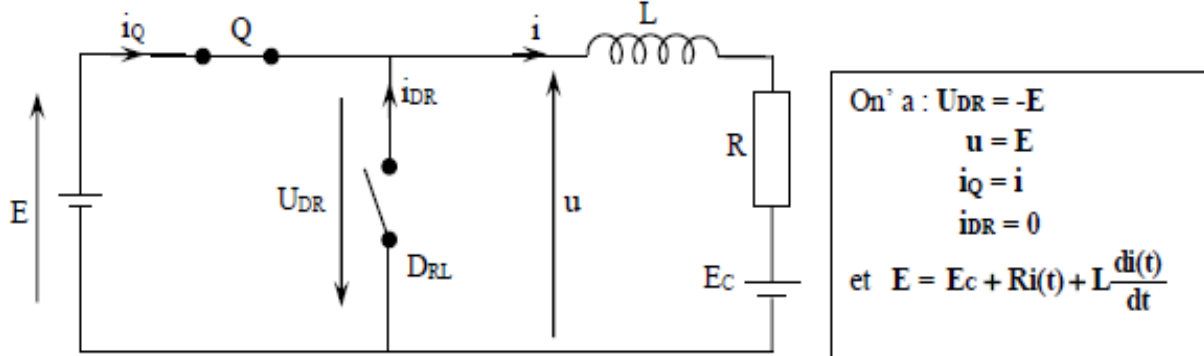 iQ
Q
i
L
iDR
R
E
UDR
u
DRL
EC
On' a : UDR = -E
u = E
iQ = i
iDR = 0
et E = EC + Ri(t) + L di(t)/dt